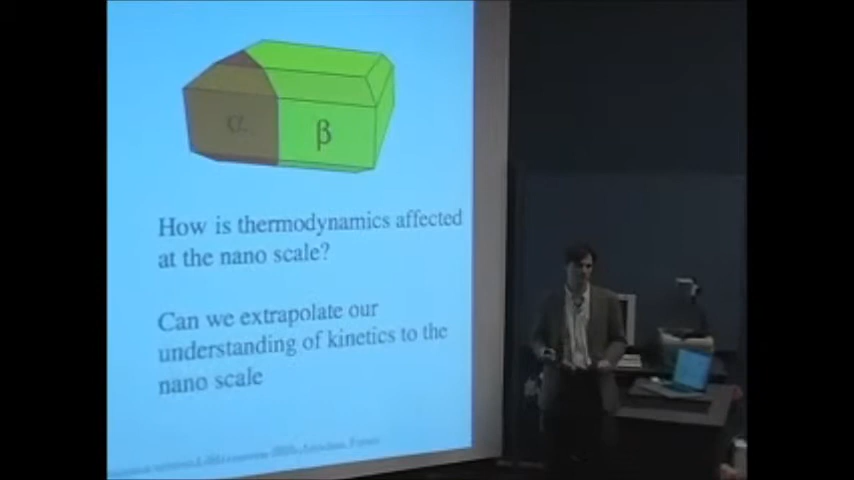 α
β
How is thermodynamics affected
at the nano scale?
Can we extrapolate our
understanding of kinetics to the
nano scale